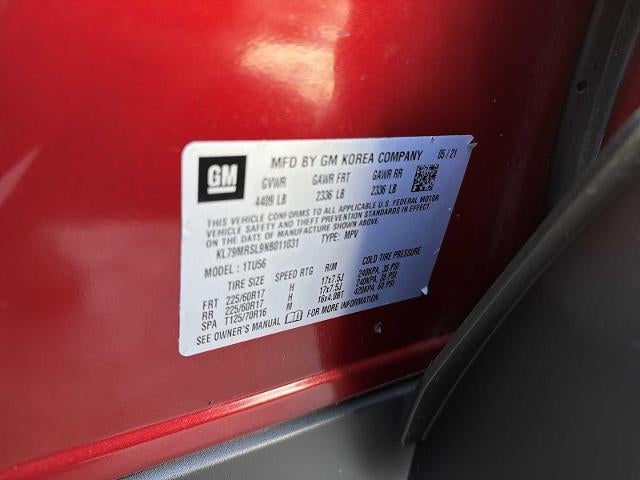 GM
MFD BY GM KOREA COMPANY 05/21
GVWR GAWR FRT GAWR RR
4409 LB 2336 LB 2336 LB
THIS VEHICLE CONFORMS TO ALL APPLICABLE U.S. FEDERAL MOTOR
VEHICLE SAFETY AND THEFT PREVENTION STANDARDS IN EFFECT
ON THE DATE OF MANUFACTURE SHOWN ABOVE.
KL79MRSL9NB011031 TYPE: MPV
MODEL: 1TU56
TIRE SIZE SPEED RTG RIM COLD TIRE PRESSURE
FRT 225/60R17 H 17x7.5J 240KPA, 35 PSI
RR 225/60R17 H 17x7.5J 240KPA, 35 PSI
SPA T125/70R16 M 16x4.0BT 420KPA, 60 PSI
SEE OWNER'S MANUAL FOR MORE INFORMATION.